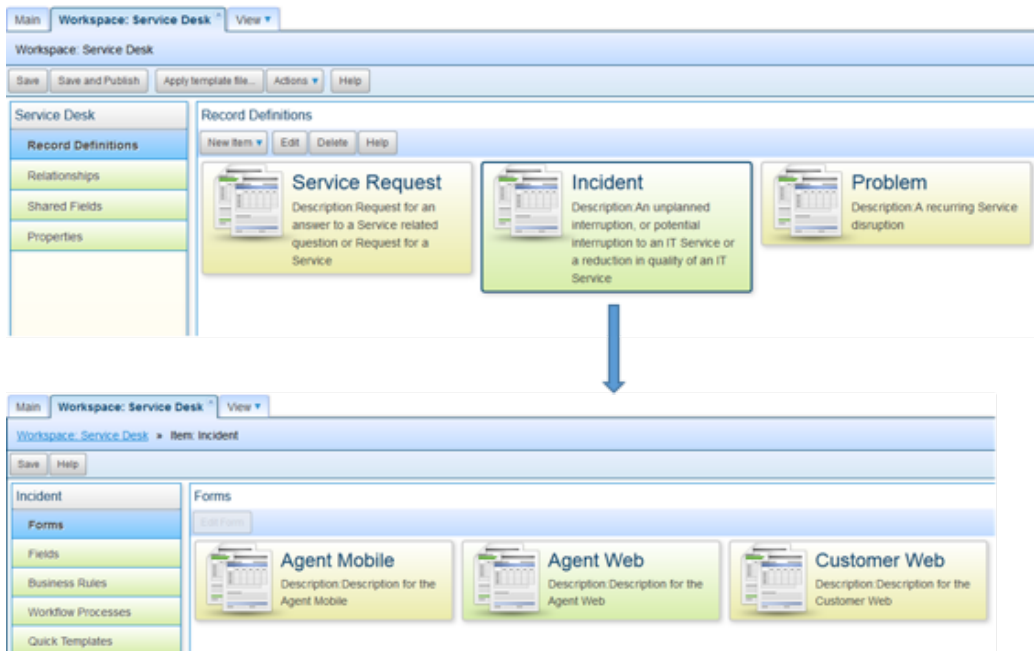 Main Workspace: Service Desk * View
Workspace: Service Desk
Save Save and Publish Apply template file... Actions Help
Service Desk
Record Definitions
Relationships
Shared Fields
Properties
Record Definitions
New Item Edit Delete Help
Service Request
Description:Request for an
answer to a Service related
question or Request for a
Service
Incident
Description:An unplanned
interruption, or potential
interruption to an IT Service or
a reduction in quality of an IT
Service
Problem
Description:A recurring Service
disruption
Main Workspace: Service Desk * View
Workspace: Service Desk » Item: Incident
Save Help
Incident
Forms
Fields
Business Rules
Workflow Processes
Quick Templates
Forms
Edit Form
Agent Mobile
Description:Description for the
Agent Mobile
Agent Web
Description:Description for the
Agent Web
Customer Web
Description:Description for the
Customer Web